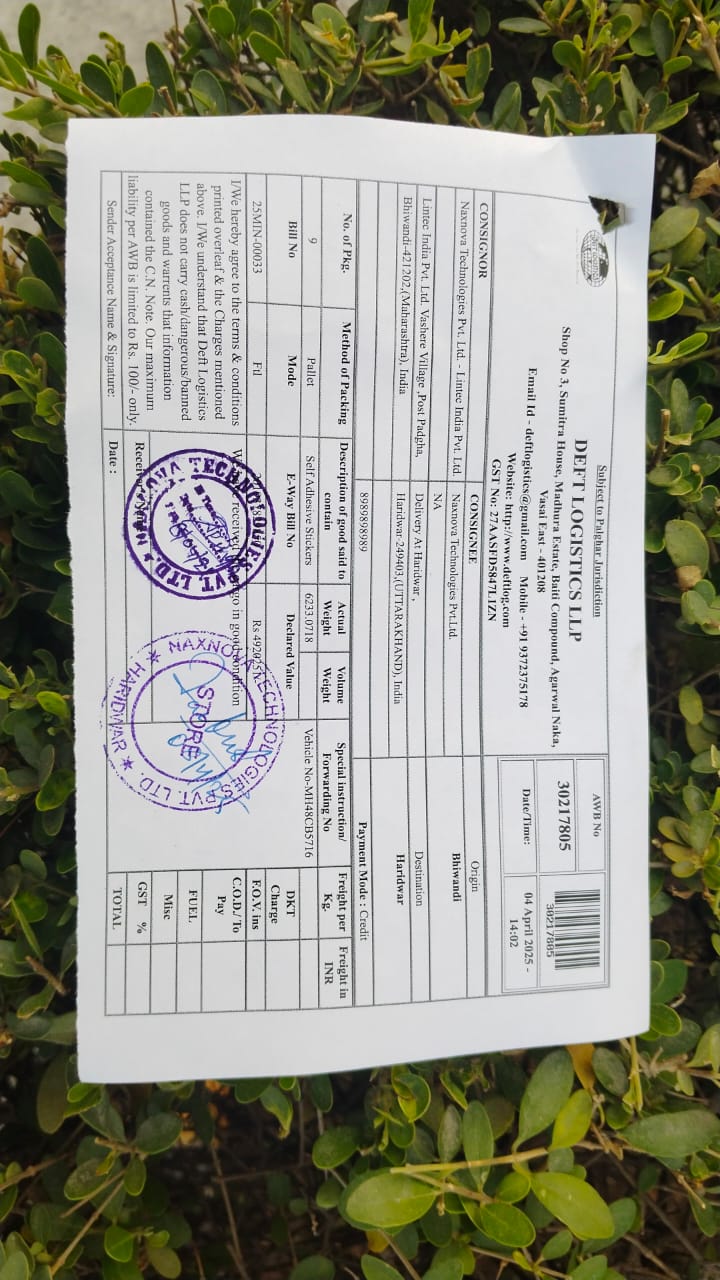 Subject to Palghar Jurisdiction
DEFT LOGISTICS LLP
Shop No 3, Sumitra House, Madhura Estate, Baiti Compound, Agarwal Naka,
Vasai East - 401208
Email Id - deftlogistics@gmail.com Mobile - +91 9372375178
Website: http://www.deftlog.com
GST No: 27AASFD5847L1ZN
AWB No
30217805
30217805
Date/Time:
04 April 2025 -
14:02
CONSIGNOR
CONSIGNEE
Origin
Naxnova Technologies Pvt. Ltd. - Lintec India Pvt. Ltd.
Naxnova Technologies Pvt.Ltd.
Bhiwandi
NA
Lintec India Pvt. Ltd. Vashere Village ,Post Padgha,
Delivery At Haridwar ,
Destination
Bhiwandi-421202,(Maharashtra), India
Haridwar-249403,(UTTARAKHAND), India
Haridwar
8989898989
Payment Mode : Credit
No. of Pkg.
Method of Packing
Description of good said to
contain
Actual
Weight
Volume
Weight
Special instruction/
Forwarding No
Freight per
Kg.
Freight in
INR
9
Pallet
Self Adhesive Stickers
6233.0718
Vehicle No-MH48CB5716
Bill No
Mode
E-Way Bill No
Declared Value
DKT
Charge
25MIN-00033
Ftl
F.O.V. ins
I/We hereby agree to the terms & conditions
printed overleaf & the Charges mentioned
above. I/We understand that Deft Logistics
LLP does not carry cash/dangerous/banned
goods and warrents that information
contained the C.N. Note. Our maximum
liability per AWB is limited to Rs. 100/- only.
received go in good condition
C.O.D./ To
Pay
FUEL
Misc
GST %
TOTAL
Sender Acceptance Name & Signature:
Date :
NAXNOVA TECHNOLOGIES PVT. LTD.
NAXNOVA TECHNOLOGIES PVT. LTD.
STORE
★ HARIDWAR ★